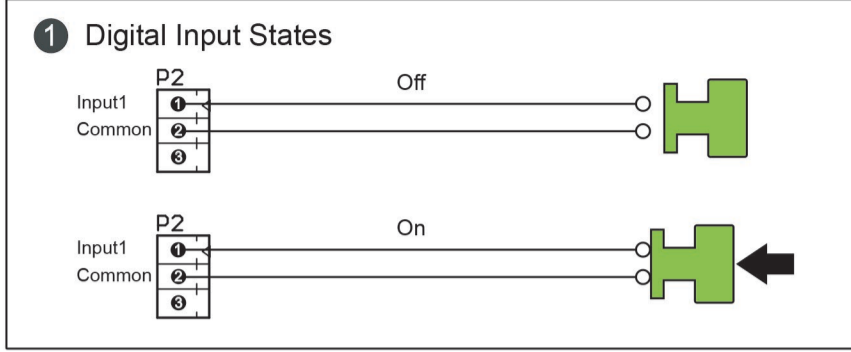 1 Digital Input States
P2
Off
Input1 1
Common 2
3
P2
On
Input1 1
Common 2
3